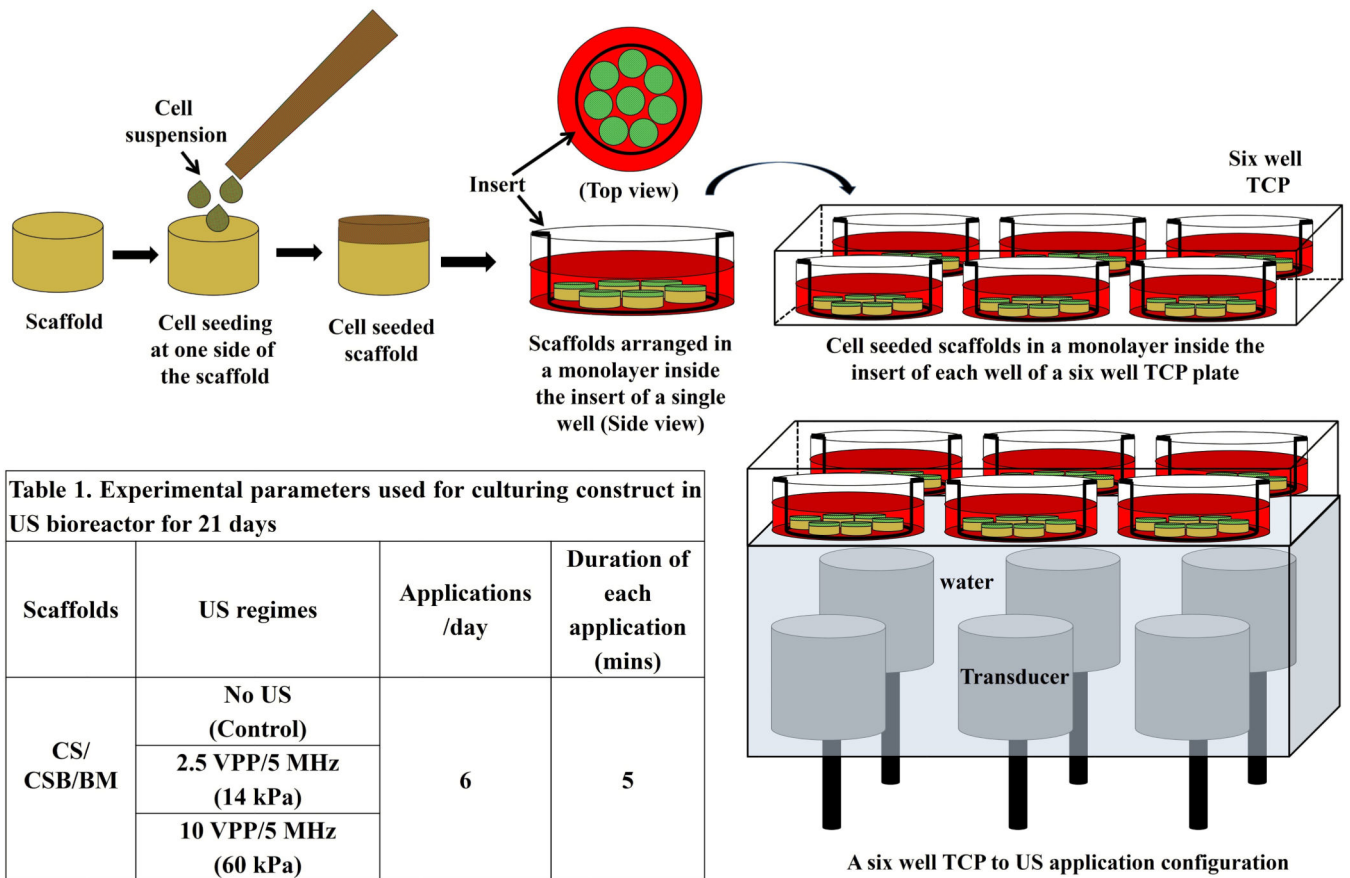 Cell
suspension
Scaffold
Cell seeding
at one side of
the scaffold
Cell seeded
scaffold
Insert
(Top view)
Scaffolds arranged in
a monolayer inside
the insert of a single
well (Side view)
Six well
TCP
Cell seeded scaffolds in a monolayer inside the
insert of each well of a six well TCP plate
Table 1. Experimental parameters used for culturing construct in
US bioreactor for 21 days
Scaffolds
US regimes
Applications
/day
Duration of
each
application
(mins)
CS/
CSB/BM
No US
(Control)
2.5 VPP/5 MHz
(14 kPa)
10 VPP/5 MHz
(60 kPa)
6
5
water
Transducer
A six well TCP to US application configuration